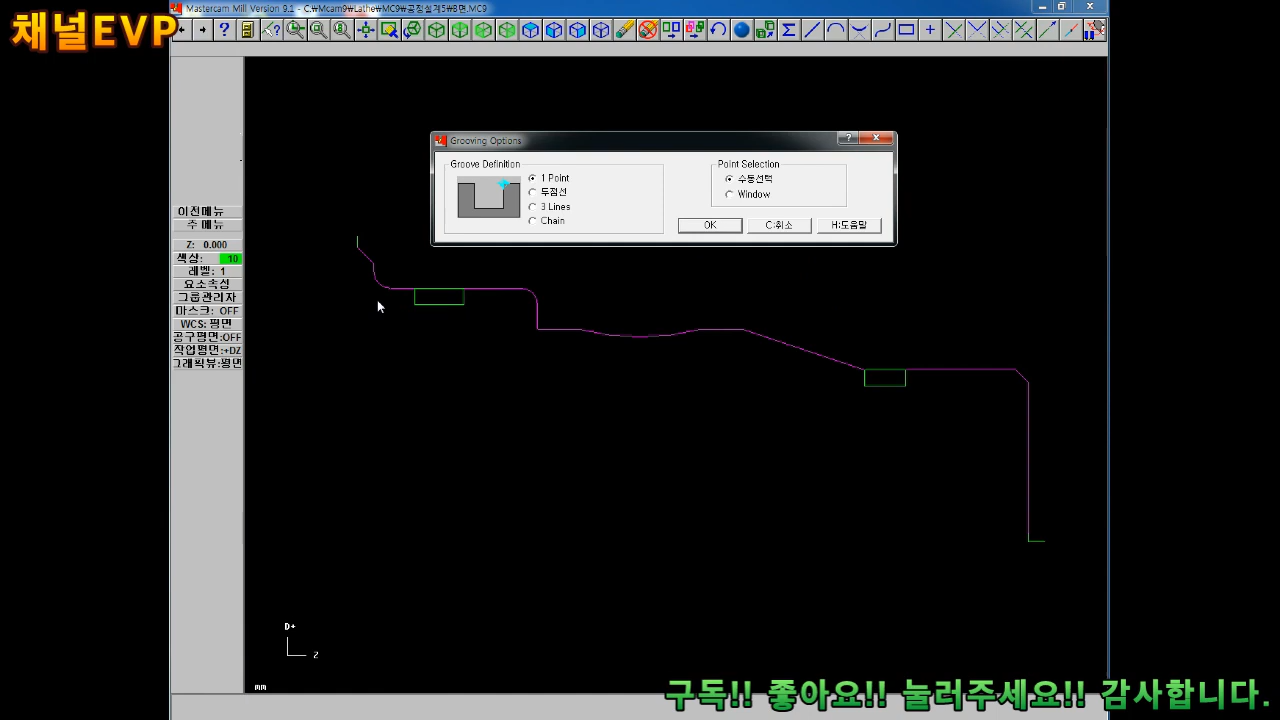 Mastercam Mill Version 9.1 - C:₩Mcam9₩Lathe₩MC9₩공정설계5₩B면.MC9
채널EVP
Grooving Options
Groove Definition
1 Point
두점선
3 Lines
Chain
Point Selection
수동선택
Window
OK
C:취소
H:도움말
이전메뉴
주 메뉴
Z: 0.000
색상: 10
레벨: 1
요소속성
그룹관리자
마스크: OFF
WCS: 평면
공구평면:OFF
작업평면:+DZ
그래픽뷰:평면
D+
Z
mm
구독!! 좋아요!! 눌러주세요!! 감사합니다.